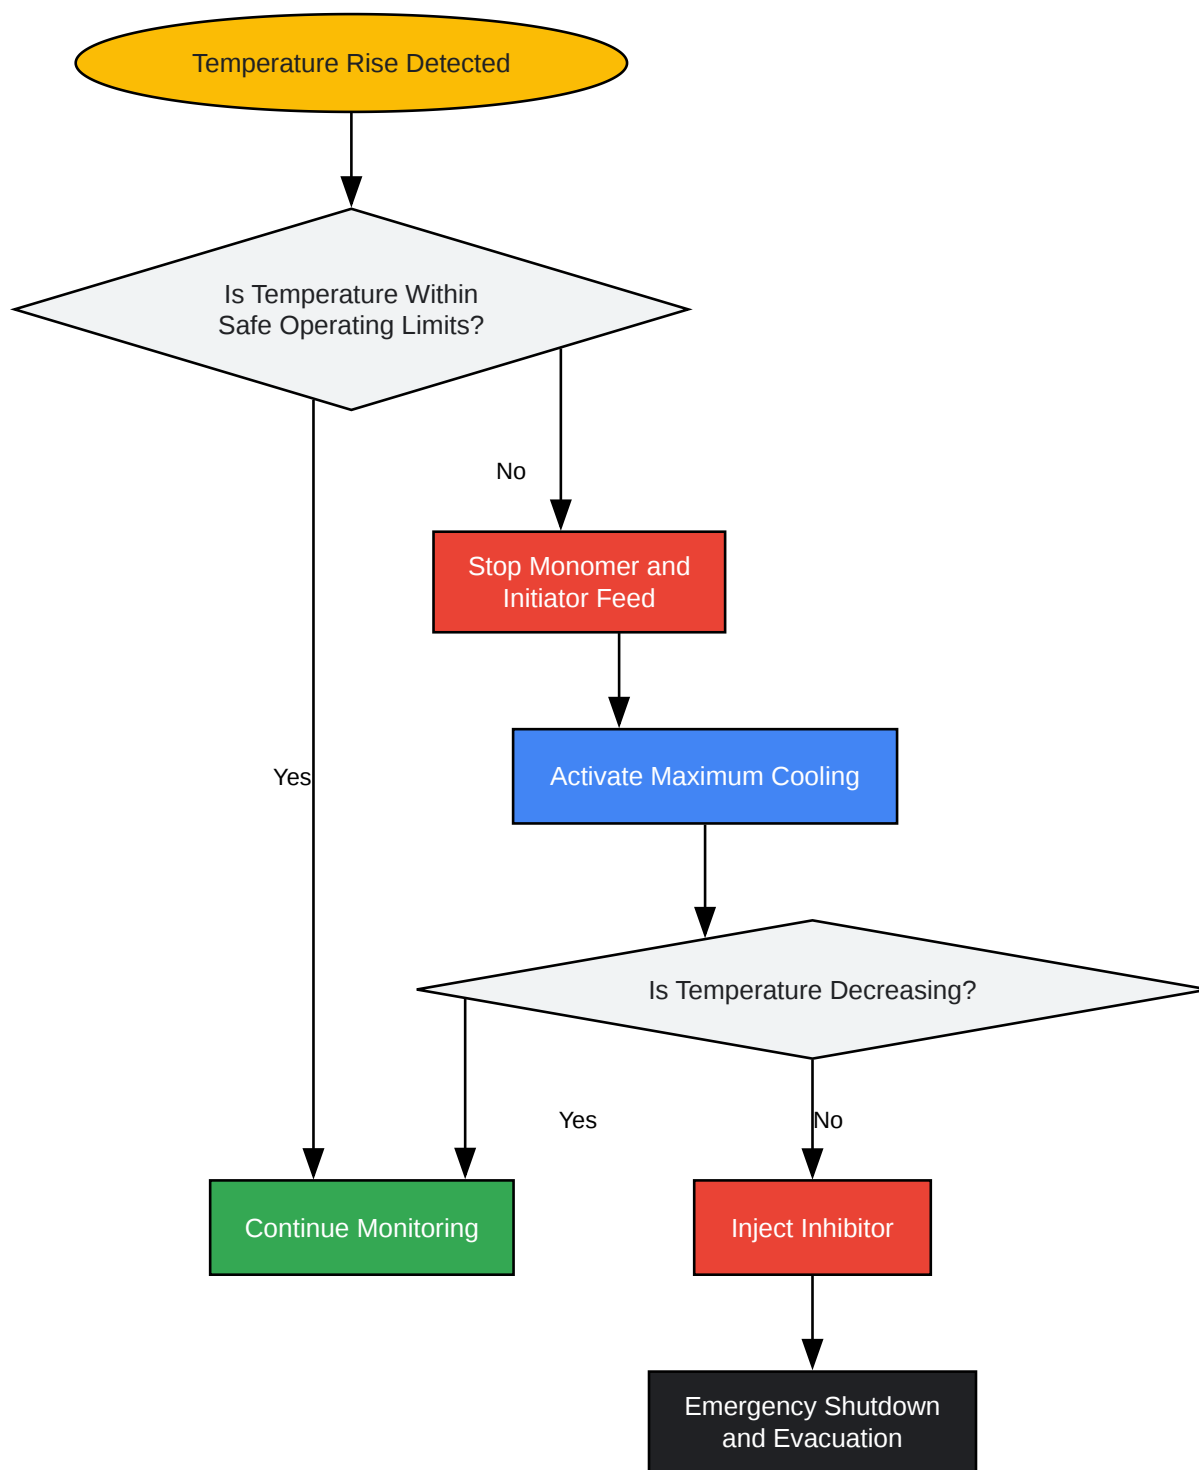 Temperature Rise Detected
Is Temperature Within
Safe Operating Limits?
No
Stop Monomer and
Initiator Feed
Yes
Activate Maximum Cooling
Is Temperature Decreasing?
Yes
No
Continue Monitoring
Inject Inhibitor
Emergency Shutdown
and Evacuation